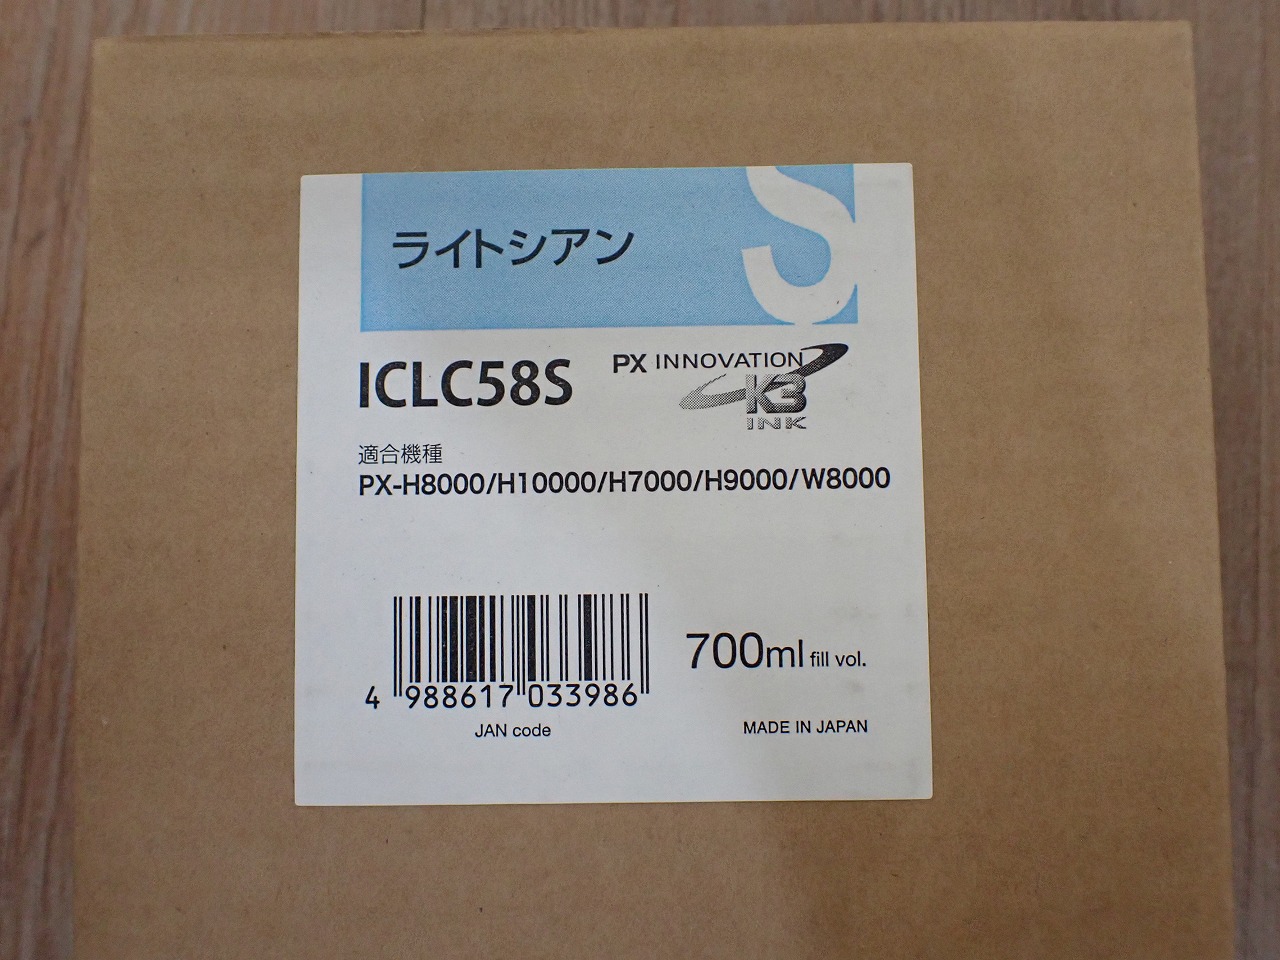 ライトシアン
S
ICLC58S
PX INNOVATION
K3
INK
適合機種
PX-H8000/H10000/H7000/H9000/W8000
700ml fill vol.
4 988617 033986
JAN code
MADE IN JAPAN